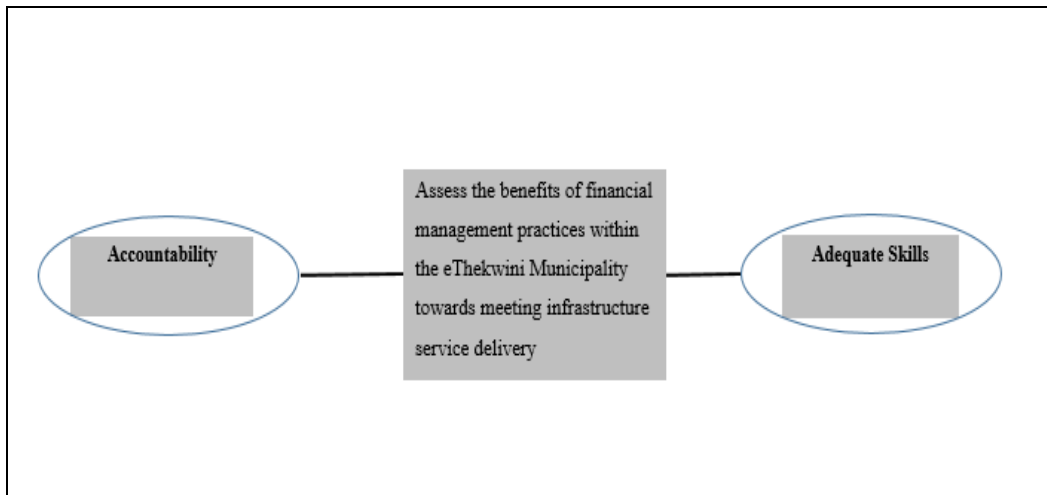 Accountability
Assess the benefits of financial
management practices within
the eThekwini Municipality
towards meeting infrastructure
service delivery
Adequate Skills